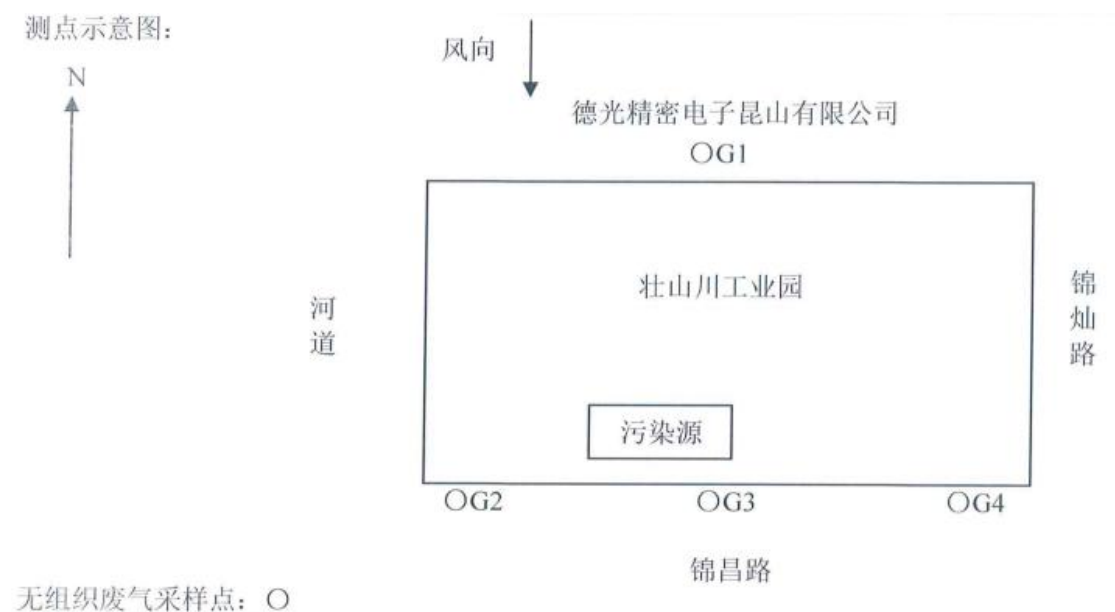 测点示意图：
N
风向
德光精密电子昆山有限公司
○G1
壮山川工业园
河道
锦灿路
污染源
○G2
○G3
○G4
锦昌路
无组织废气采样点：○